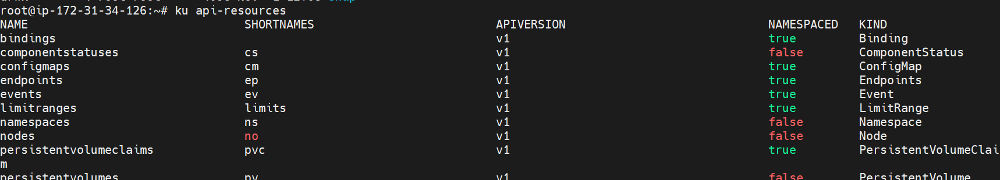 root@ip-172-31-34-126:~# ku api-resources
NAME SHORTNAMES APIVERSION NAMESPACED KIND
bindings v1 true Binding
componentstatuses cs v1 false ComponentStatus
configmaps cm v1 true ConfigMap
endpoints ep v1 true Endpoints
events ev v1 true Event
limitranges limits v1 true LimitRange
namespaces ns v1 false Namespace
nodes no v1 false Node
persistentvolumeclaims pvc v1 true PersistentVolumeClai
m
persistentvolumes pv v1 false PersistentVolume